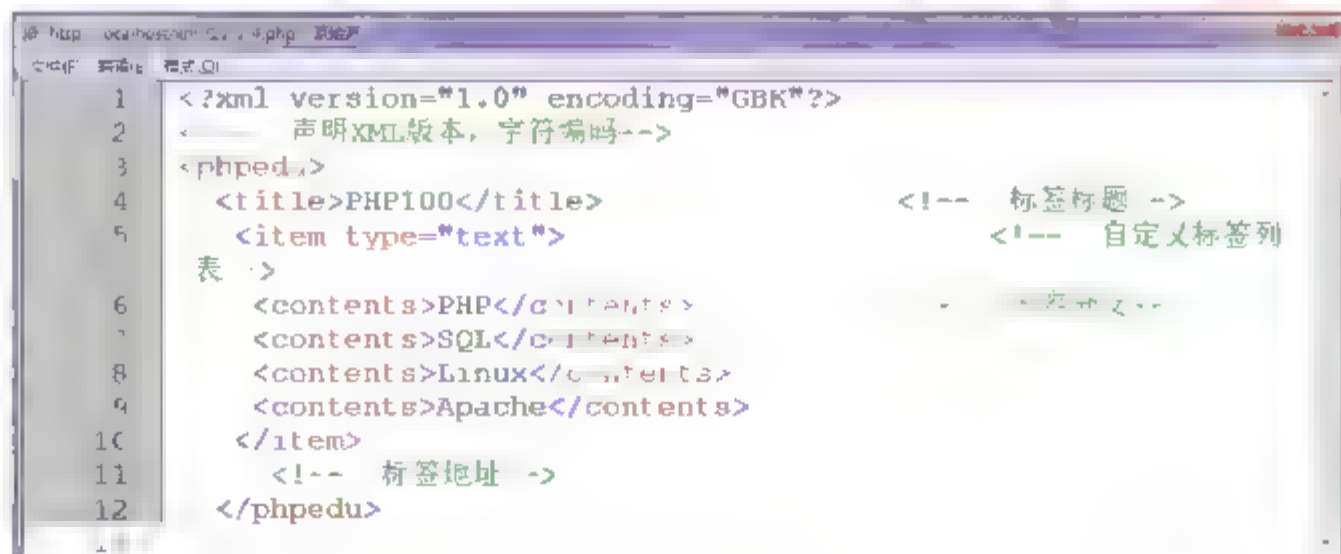 1 <?xml version="1.0" encoding="GBK"?>
2 声明XML版本，字符编码-->
3 <phped
4 <title>PHP100</title> <!-- 标签标题 -->
5 <item type="text"> <!-- 自定义标签列
表 ->
6 <contents>PHP</contents>
<contents>SQL</contents>
8 <contents>Linux</contents>
9 <contents>Apache</contents>
10 </item>
11 <!-- 标签地址 ->
12 </phpedu>